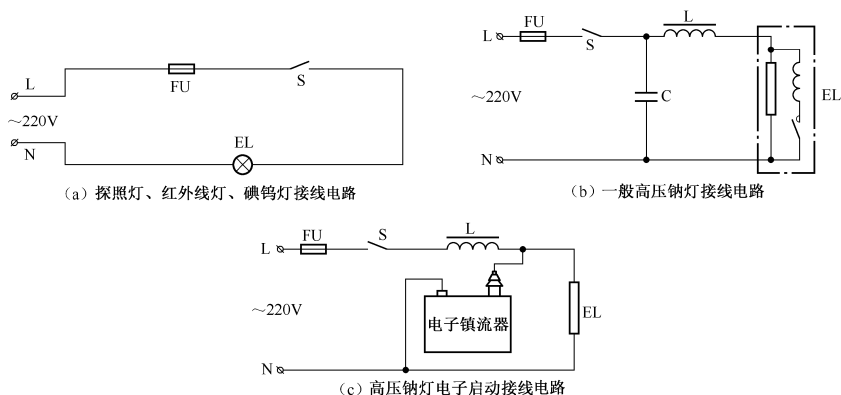 L
FU
S
～220V
N
EL
(a) 探照灯、红外线灯、碘钨灯接线电路
L
FU
S
L
～220V
C
EL
N
(b) 一般高压钠灯接线电路
L
FU
S
L
～220V
电子镇流器
EL
N
(c) 高压钠灯电子启动接线电路